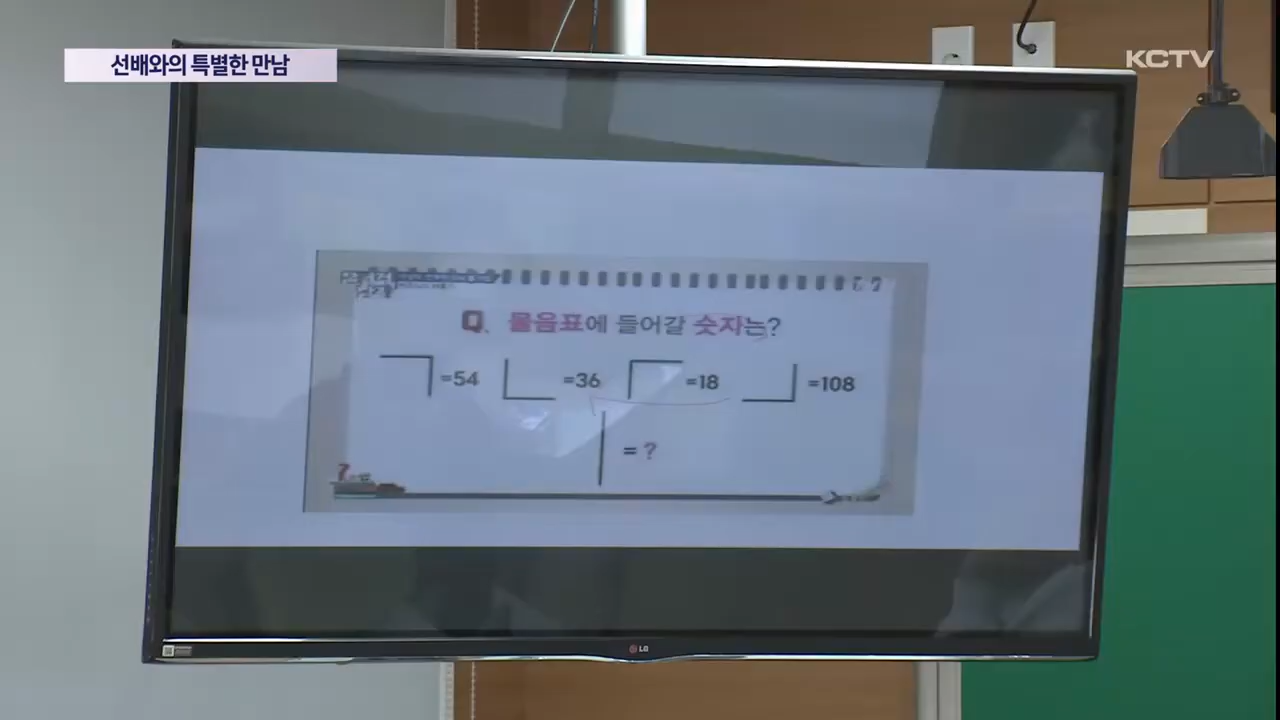 선배와의 특별한 만남
KCTV
Q. 물음표에 들어갈 숫자는?
=54 =36 =18 =108
= ?
LG